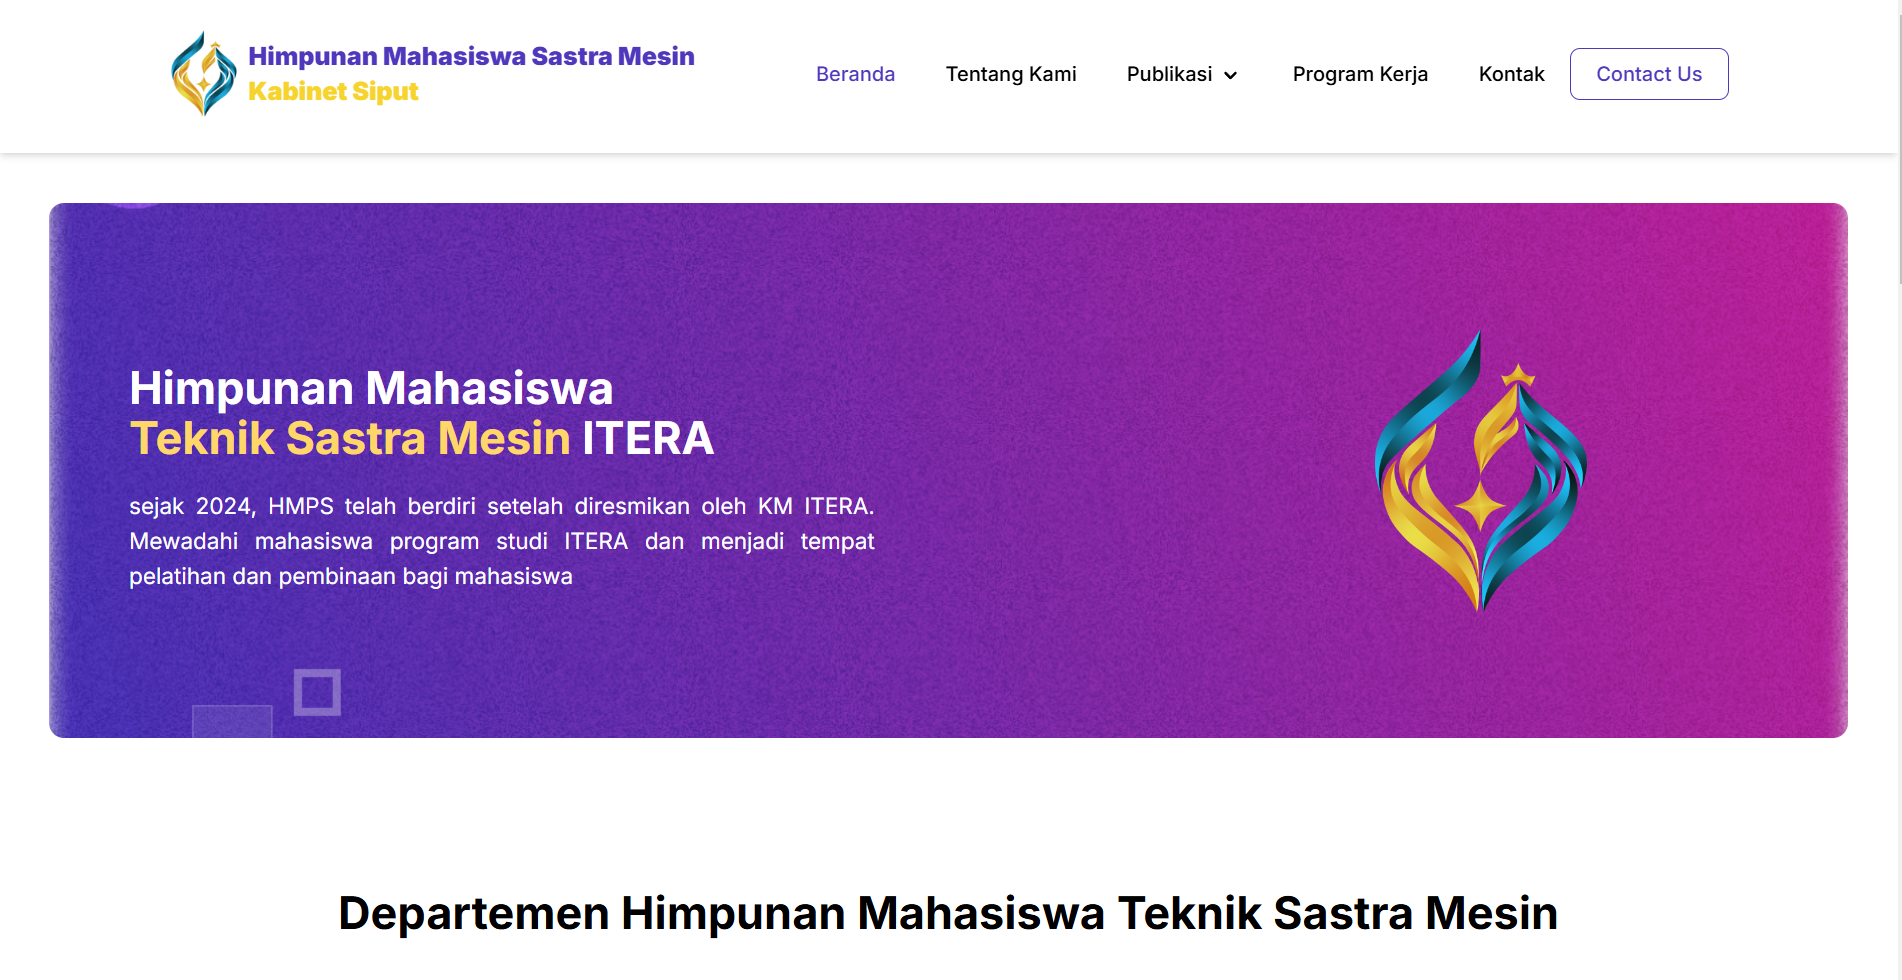 Himpunan Mahasiswa Sastra Mesin
Kabinet Siput
Beranda
Tentang Kami
Publikasi
Program Kerja
Kontak
Contact Us
Himpunan Mahasiswa
Teknik Sastra Mesin ITERA
sejak 2024, HMPS telah berdiri setelah diresmikan oleh KM ITERA.
Mewadahi mahasiswa program studi ITERA dan menjadi tempat
pelatihan dan pembinaan bagi mahasiswa
Departemen Himpunan Mahasiswa Teknik Sastra Mesin